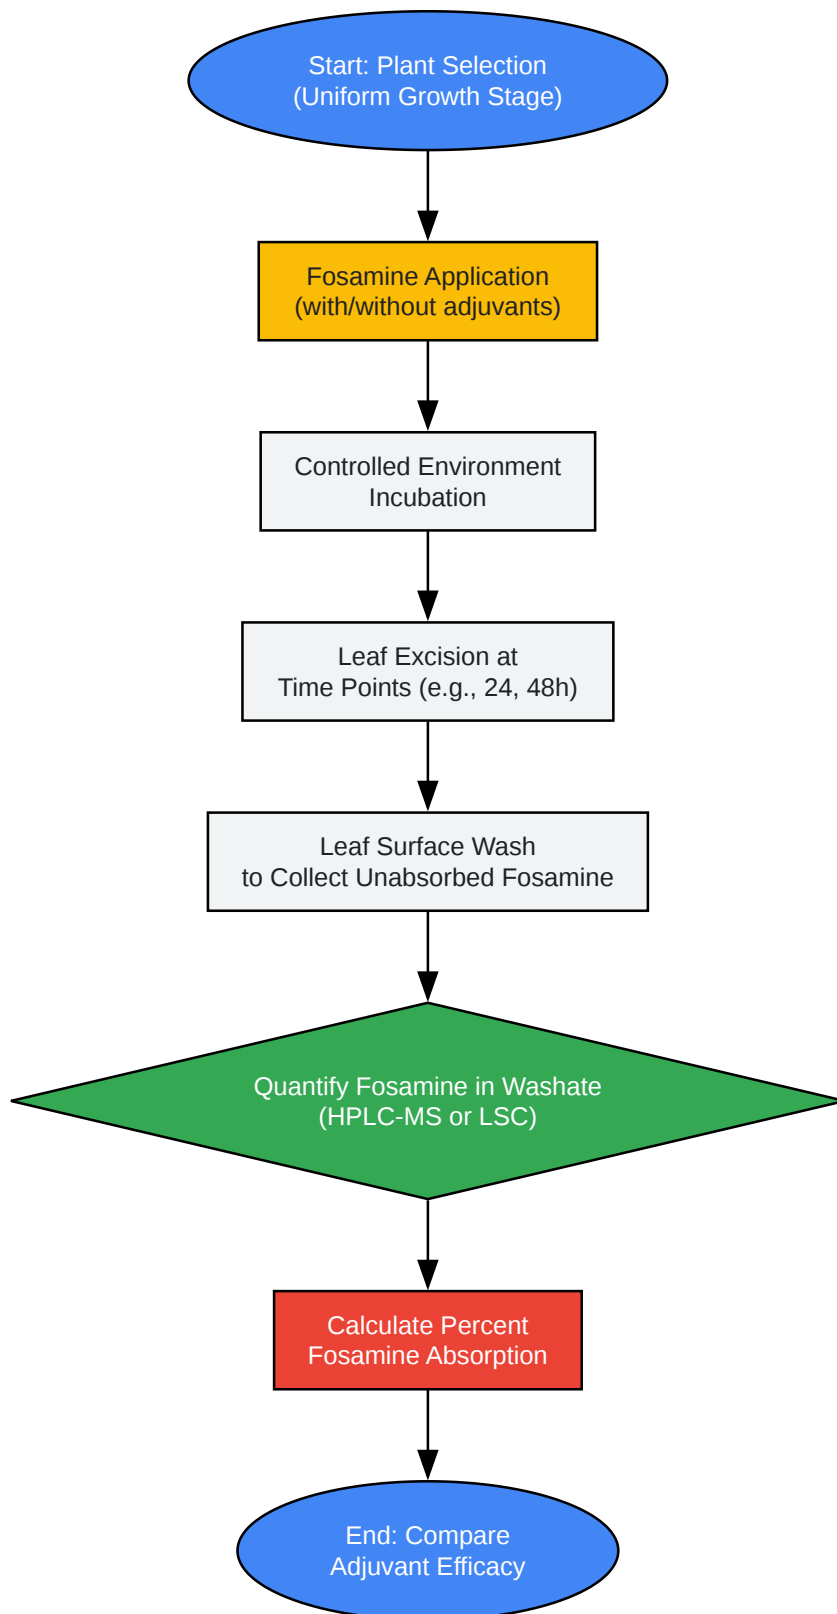 Start: Plant Selection
(Uniform Growth Stage)
Fosamine Application
(with/without adjuvants)
Controlled Environment
Incubation
Leaf Excision at
Time Points (e.g., 24, 48h)
Leaf Surface Wash
to Collect Unabsorbed Fosamine
Quantify Fosamine in Washate
(HPLC-MS or LSC)
Calculate Percent
Fosamine Absorption
End: Compare
Adjuvant Efficacy